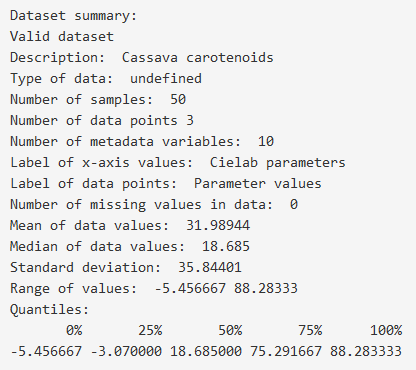 Dataset summary:
Valid dataset
Description:  Cassava carotenoids
Type of data:  undefined
Number of samples:  50
Number of data points 3
Number of metadata variables:  10
Label of x-axis values:  Cielab parameters
Label of data points:  Parameter values
Number of missing values in data:  0
Mean of data values:  31.98944
Median of data values:  18.685
Standard deviation:  35.84401
Range of values:  -5.456667 88.28333
Quantiles:
       0%       25%       50%       75%      100%
-5.456667 -3.070000 18.685000 75.291667 88.283333